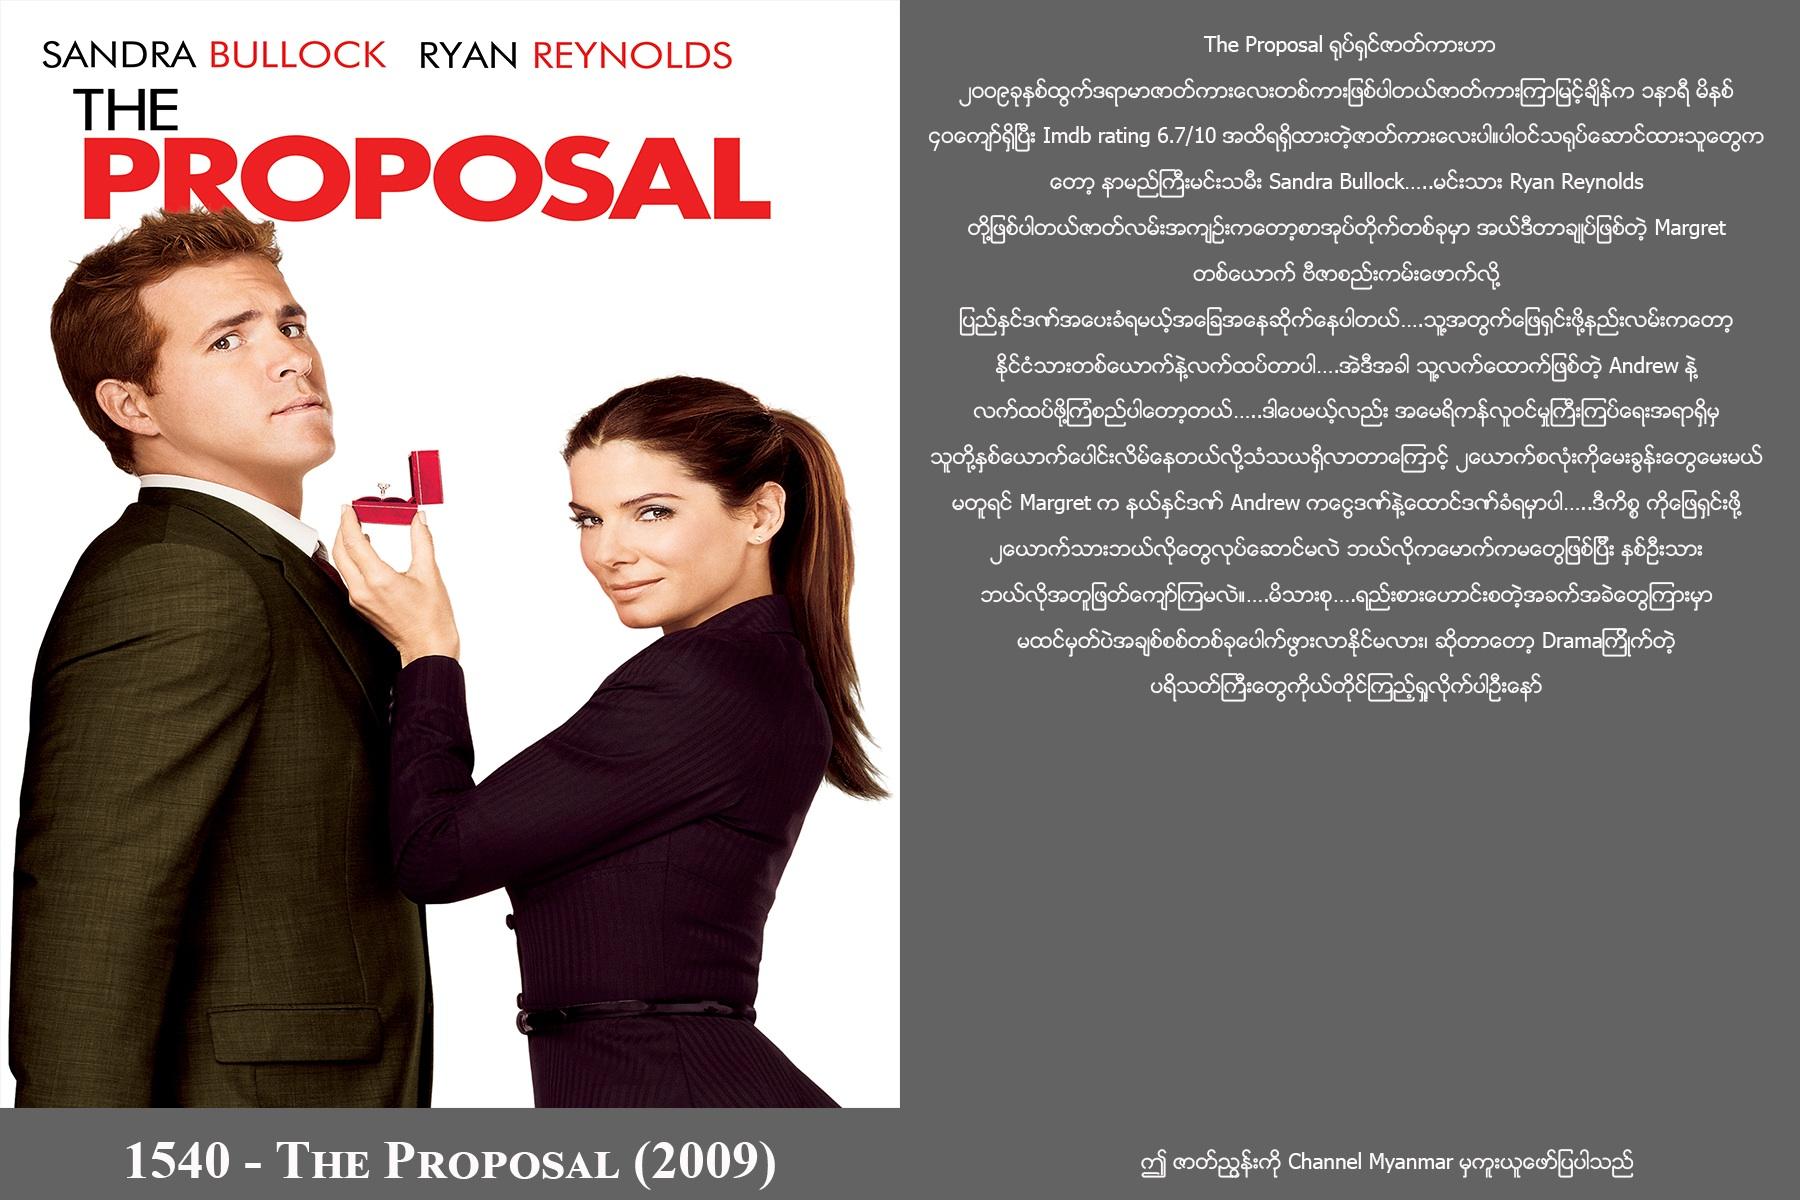 SANDRA BULLOCK RYAN REYNOLDS
THE
PROPOSAL
1540 - The Proposal (2009)
The Proposal ရုပ်ရှင်ဇာတ်ကားဟာ
၂၀၀၉ခုနှစ်ထွက်ဒရာမာဇာတ်ကားလေးတစ်ကားဖြစ်ပါတယ်ဇာတ်ကားကြာမြင့်ချိန်က ၁နာရီ မိနစ်
၄၀ကျော်ရှိပြီး Imdb rating 6.7/10 အထိရရှိထားတဲ့ဇာတ်ကားလေးပါ။ပါဝင်သရုပ်ဆောင်ထားသူတွေက
တော့ နာမည်ကြီးမင်းသမီး Sandra Bullock…..မင်းသား Ryan Reynolds
တို့ဖြစ်ပါတယ်ဇာတ်လမ်းအကျဉ်းကတော့စာအုပ်တိုက်တစ်ခုမှာ အယ်ဒီတာချုပ်ဖြစ်တဲ့ Margret
တစ်ယောက် ဗီဇာစည်းကမ်းဖောက်လို့
ပြည်နှင်ဒဏ်အပေးခံရမယ့်အခြေအနေဆိုက်နေပါတယ်….သူ့အတွက်ဖြေရှင်းဖို့နည်းလမ်းကတော့
နိုင်ငံသားတစ်ယောက်နဲ့လက်ထပ်တာပါ….အဲဒီအခါ သူ့လက်ထောက်ဖြစ်တဲ့ Andrew နဲ့
လက်ထပ်ဖို့ကြံစည်ပါတော့တယ်…..ဒါပေမယ့်လည်း အမေရိကန်လူဝင်မှုကြီးကြပ်ရေးအရာရှိမှ
သူတို့နှစ်ယောက်ပေါင်းလိမ်နေတယ်လို့သံသယရှိလာတာကြောင့် ၂ယောက်စလုံးကိုမေးခွန်းတွေမေးမယ်
မတူရင် Margret က နယ်နှင်ဒဏ် Andrew ကငွေဒဏ်နဲ့ထောင်ဒဏ်ခံရမှာပါ…..ဒီကိစ္စ ကိုဖြေရှင်းဖို့
၂ယောက်သားဘယ်လိုတွေလုပ်ဆောင်မလဲ ဘယ်လိုကမောက်ကမတွေဖြစ်ပြီး နှစ်ဦးသား
ဘယ်လိုအတူဖြတ်ကျော်ကြမလဲ။….မိသားစု….ရည်းစားဟောင်းစတဲ့အခက်အခဲတွေကြားမှာ
မထင်မှတ်ပဲအချစ်စစ်တစ်ခုပေါက်ဖွားလာနိုင်မလား၊ ဆိုတာတော့ Dramaကြိုက်တဲ့
ပရိသတ်ကြီးတွေကိုယ်တိုင်ကြည့်ရှုလိုက်ပါဦးနော်
ဤ ဇာတ်ညွှန်းကို Channel Myanmar မှကူးယူဖော်ပြပါသည်